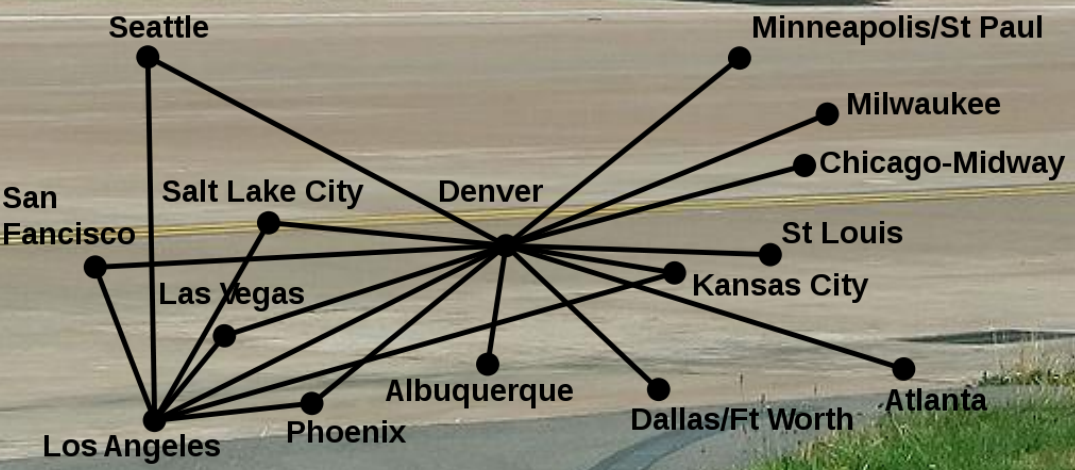 Seattle
Minneapolis/St Paul
Milwaukee
Chicago-Midway
San
Fancisco
Salt Lake City
Denver
St Louis
Kansas City
Las Vegas
Albuquerque
Dallas/Ft Worth
Atlanta
Phoenix
Los Angeles